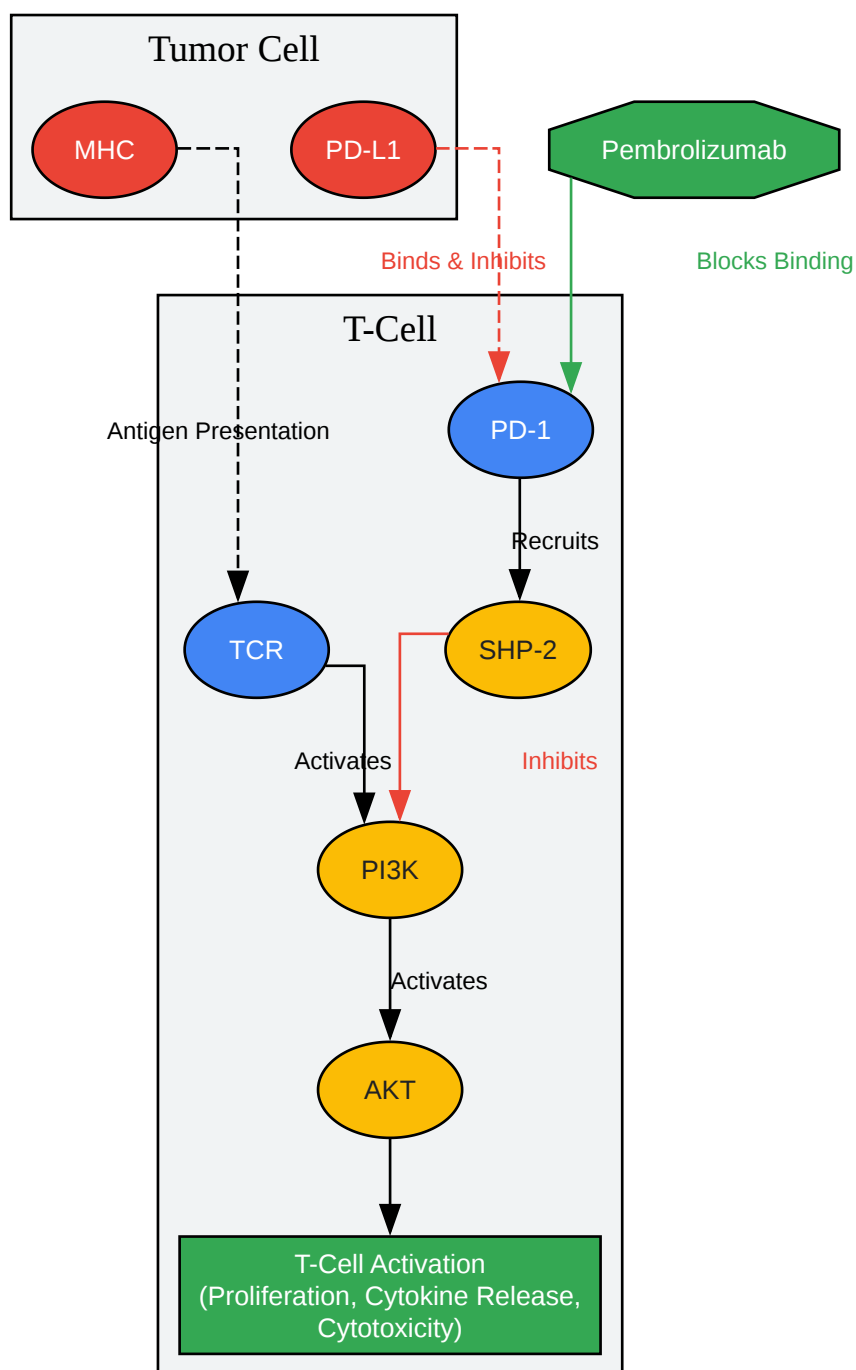 Tumor Cell
MHC
PD-L1
Pembrolizumab
Binds & Inhibits
Blocks Binding
T-Cell
Antigen Presentation
PD-1
Recruits
TCR
SHP-2
Activates
Inhibits
PI3K
Activates
AKT
T-Cell Activation
(Proliferation, Cytokine Release,
Cytotoxicity)